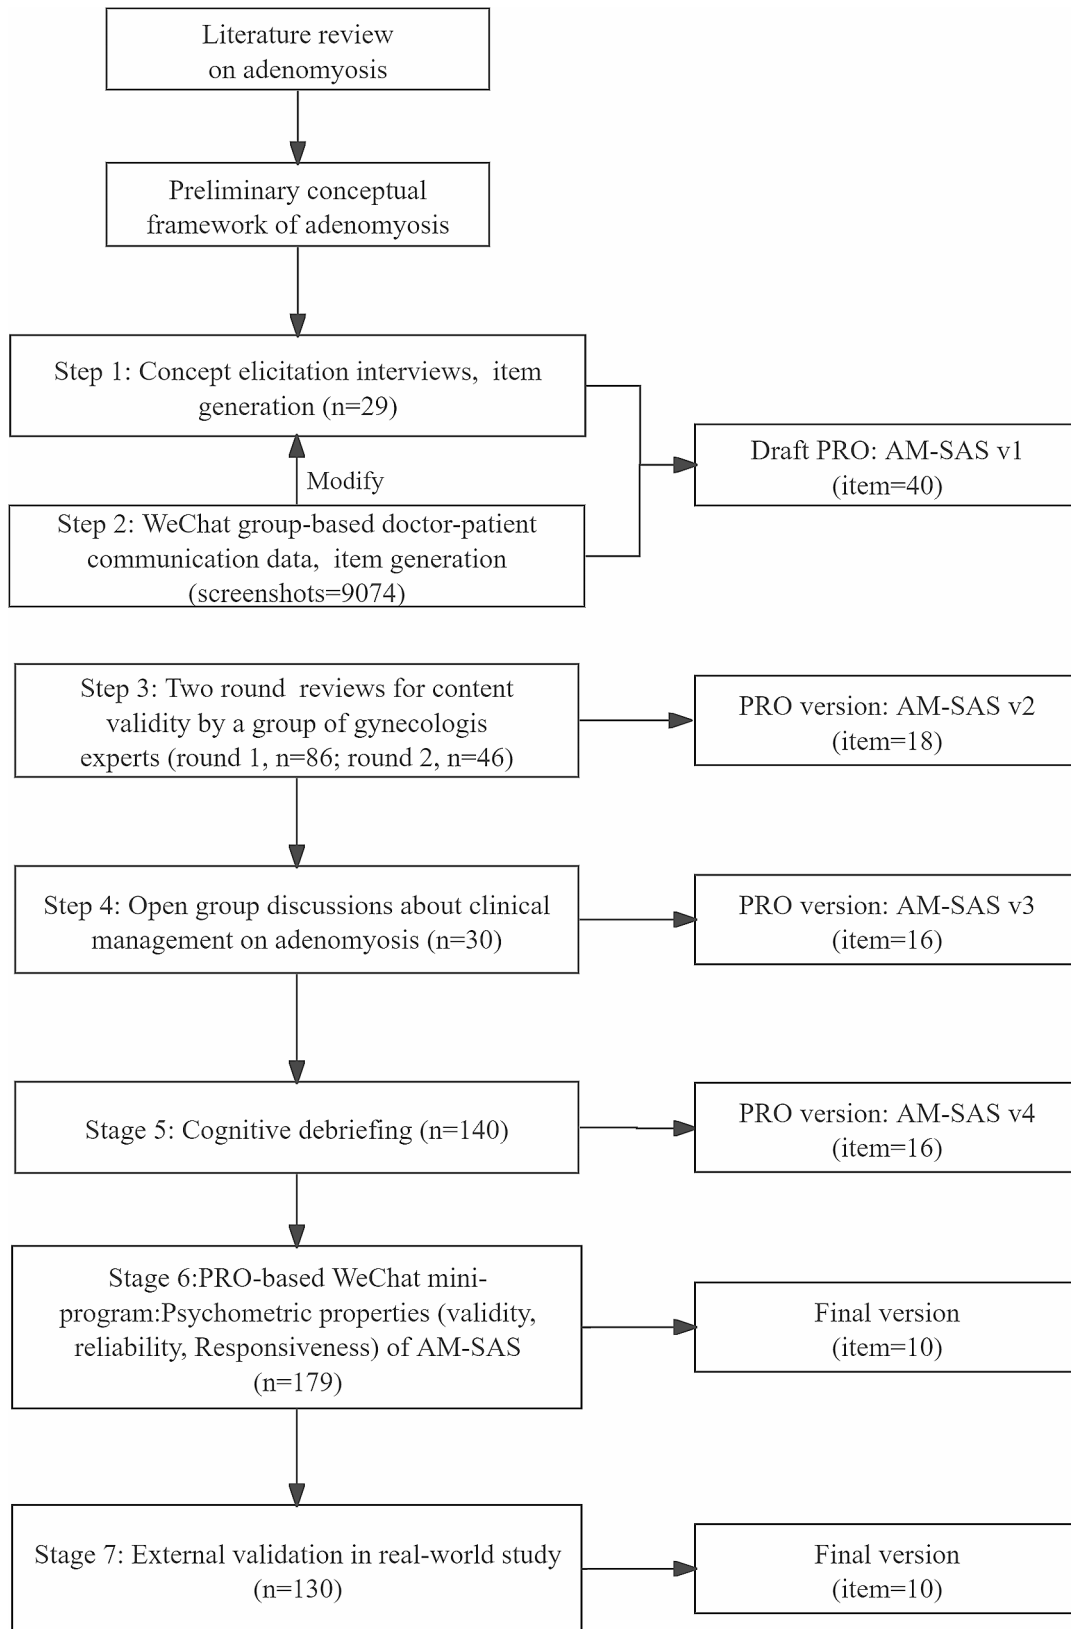 Literature review
on adenomyosis
Preliminary conceptual
framework of adenomyosis
Step 1: Concept elicitation interviews,  item
generation (n=29)
Modify
Step 2: WeChat group-based doctor-patient
communication data,  item generation
(screenshots=9074)
Draft PRO: AM-SAS v1
(item=40)
Step 3: Two round  reviews for content
validity by a group of gynecologis
experts (round 1, n=86; round 2, n=46)
PRO version: AM-SAS v2
(item=18)
Step 4: Open group discussions about clinical
management on adenomyosis (n=30)
PRO version: AM-SAS v3
(item=16)
Stage 5: Cognitive debriefing (n=140)
PRO version: AM-SAS v4
(item=16)
Stage 6:PRO-based WeChat mini-
program:Psychometric properties (validity,
reliability, Responsiveness) of AM-SAS
(n=179)
Final version
(item=10)
Stage 7: External validation in real-world study
(n=130)
Final version
(item=10)